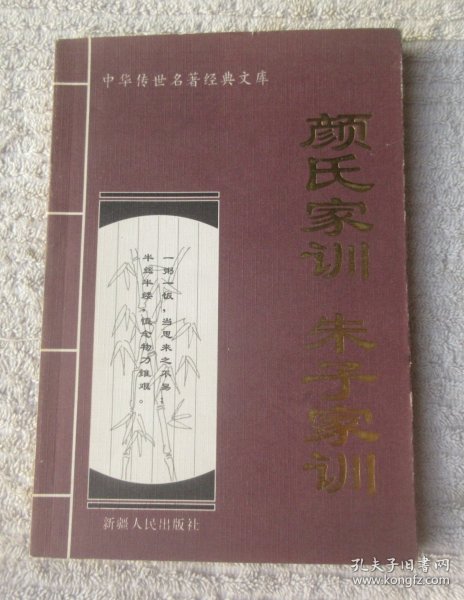 中华传世名著经典文库
颜氏家训 朱子家训
一粥一饭，当思来之不易；
半丝半缕，恒念物力维艰。
新疆人民出版社
孔夫子旧书网
www.kongfz.com